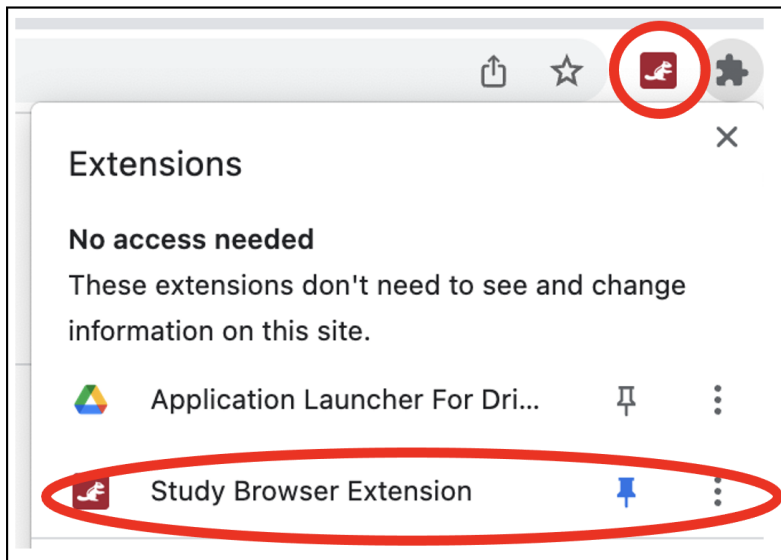 Extensions
No access needed
These extensions don't need to see and change
information on this site.
Application Launcher For Dri...
Study Browser Extension